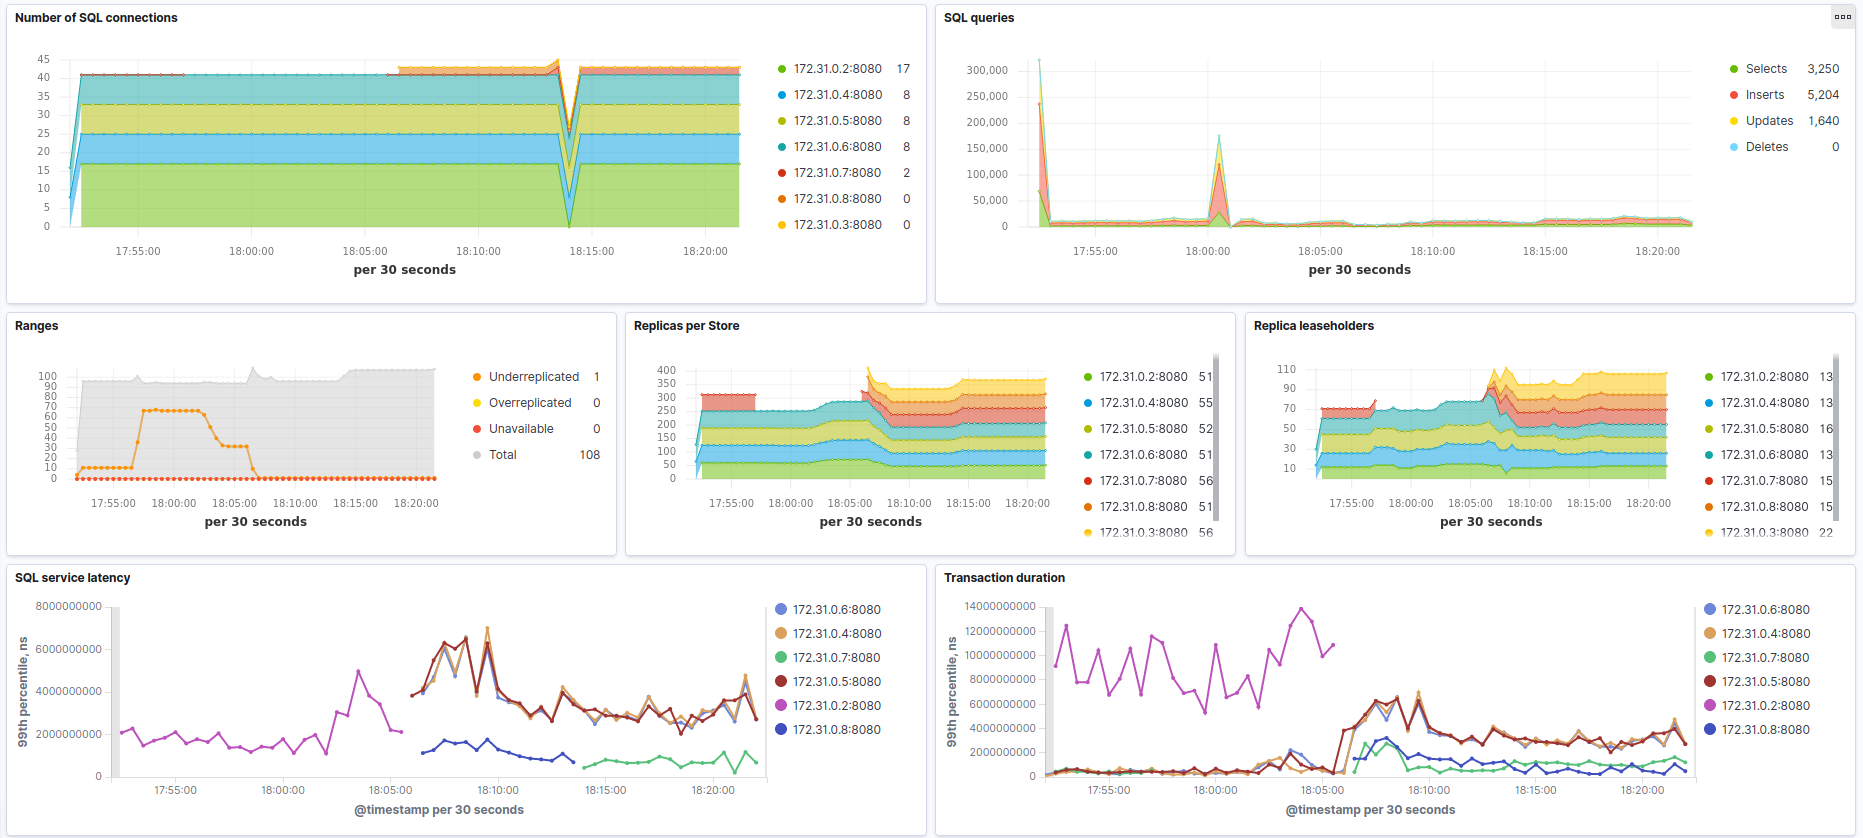 Number of SQL connections
45
40
35
30
25
20
15
10
5
0
17:55:00 18:00:00 18:05:00 18:10:00 18:15:00 18:20:00
per 30 seconds
172.31.0.2:8080 17
172.31.0.4:8080 8
172.31.0.5:8080 8
172.31.0.6:8080 8
172.31.0.7:8080 2
172.31.0.8:8080 0
172.31.0.3:8080 0
SQL queries
300,000
250,000
200,000
150,000
100,000
50,000
0
17:55:00 18:00:00 18:05:00 18:10:00 18:15:00 18:20:00
per 30 seconds
Selects 3,250
Inserts 5,204
Updates 1,640
Deletes 0
Ranges
100
90
80
70
60
50
40
30
20
10
0
17:55:00 18:00:00 18:05:00 18:10:00 18:15:00 18:20:00
per 30 seconds
Underreplicated 1
Overreplicated 0
Unavailable 0
Total 108
Replicas per Store
400
350
300
250
200
150
100
50
0
17:55:00 18:00:00 18:05:00 18:10:00 18:15:00 18:20:00
per 30 seconds
172.31.0.2:8080 51
172.31.0.4:8080 55
172.31.0.5:8080 52
172.31.0.6:8080 51
172.31.0.7:8080 56
172.31.0.8:8080 51
172.31.0.3:8080 56
Replica leaseholders
110
90
70
50
30
10
17:55:00 18:00:00 18:05:00 18:10:00 18:15:00 18:20:00
per 30 seconds
172.31.0.2:8080 13
172.31.0.4:8080 13
172.31.0.5:8080 16
172.31.0.6:8080 13
172.31.0.7:8080 15
172.31.0.8:8080 15
172.31.0.3:8080 22
SQL service latency
99th percentile, ns
8000000000
6000000000
4000000000
2000000000
0
17:55:00 18:00:00 18:05:00 18:10:00 18:15:00 18:20:00
@timestamp per 30 seconds
172.31.0.6:8080
172.31.0.4:8080
172.31.0.7:8080
172.31.0.5:8080
172.31.0.2:8080
172.31.0.8:8080
Transaction duration
99th percentile, ns
14000000000
12000000000
10000000000
8000000000
6000000000
4000000000
2000000000
0
17:55:00 18:00:00 18:05:00 18:10:00 18:15:00 18:20:00
@timestamp per 30 seconds
172.31.0.6:8080
172.31.0.4:8080
172.31.0.7:8080
172.31.0.5:8080
172.31.0.2:8080
172.31.0.8:8080